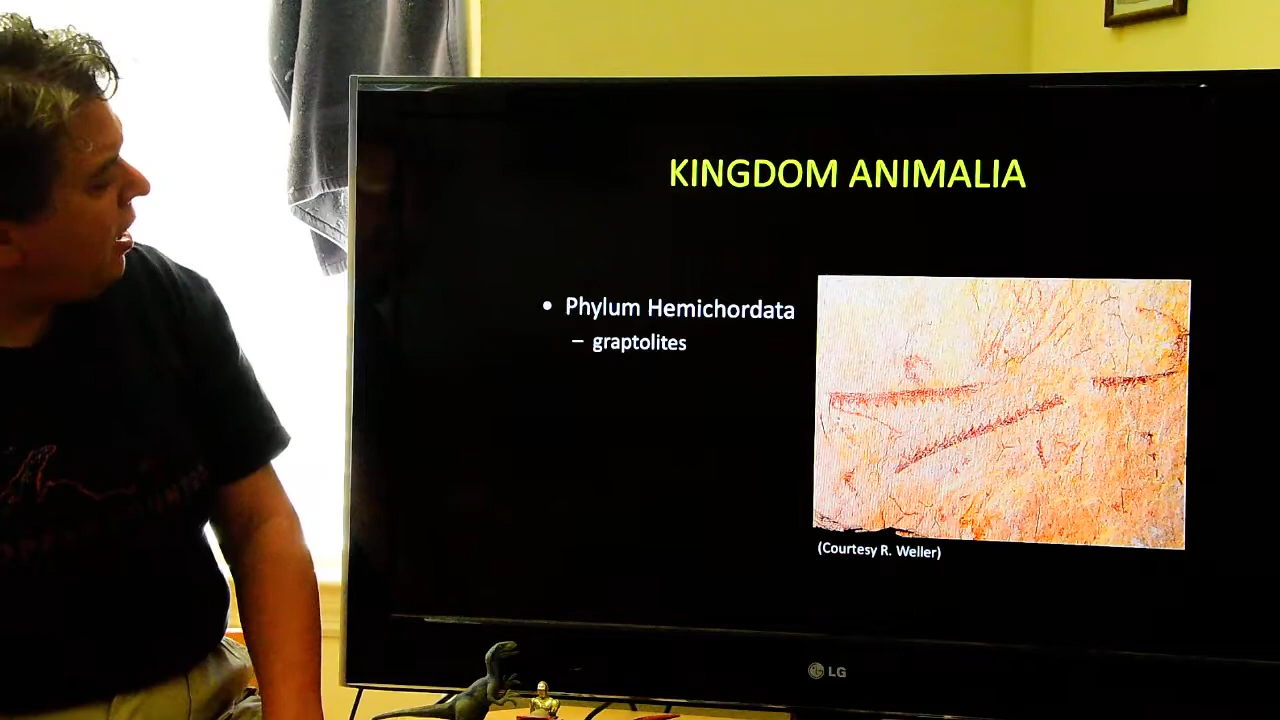 KINGDOM ANIMALIA
• Phylum Hemichordata
– graptolites
(Courtesy R. Weller)
LG